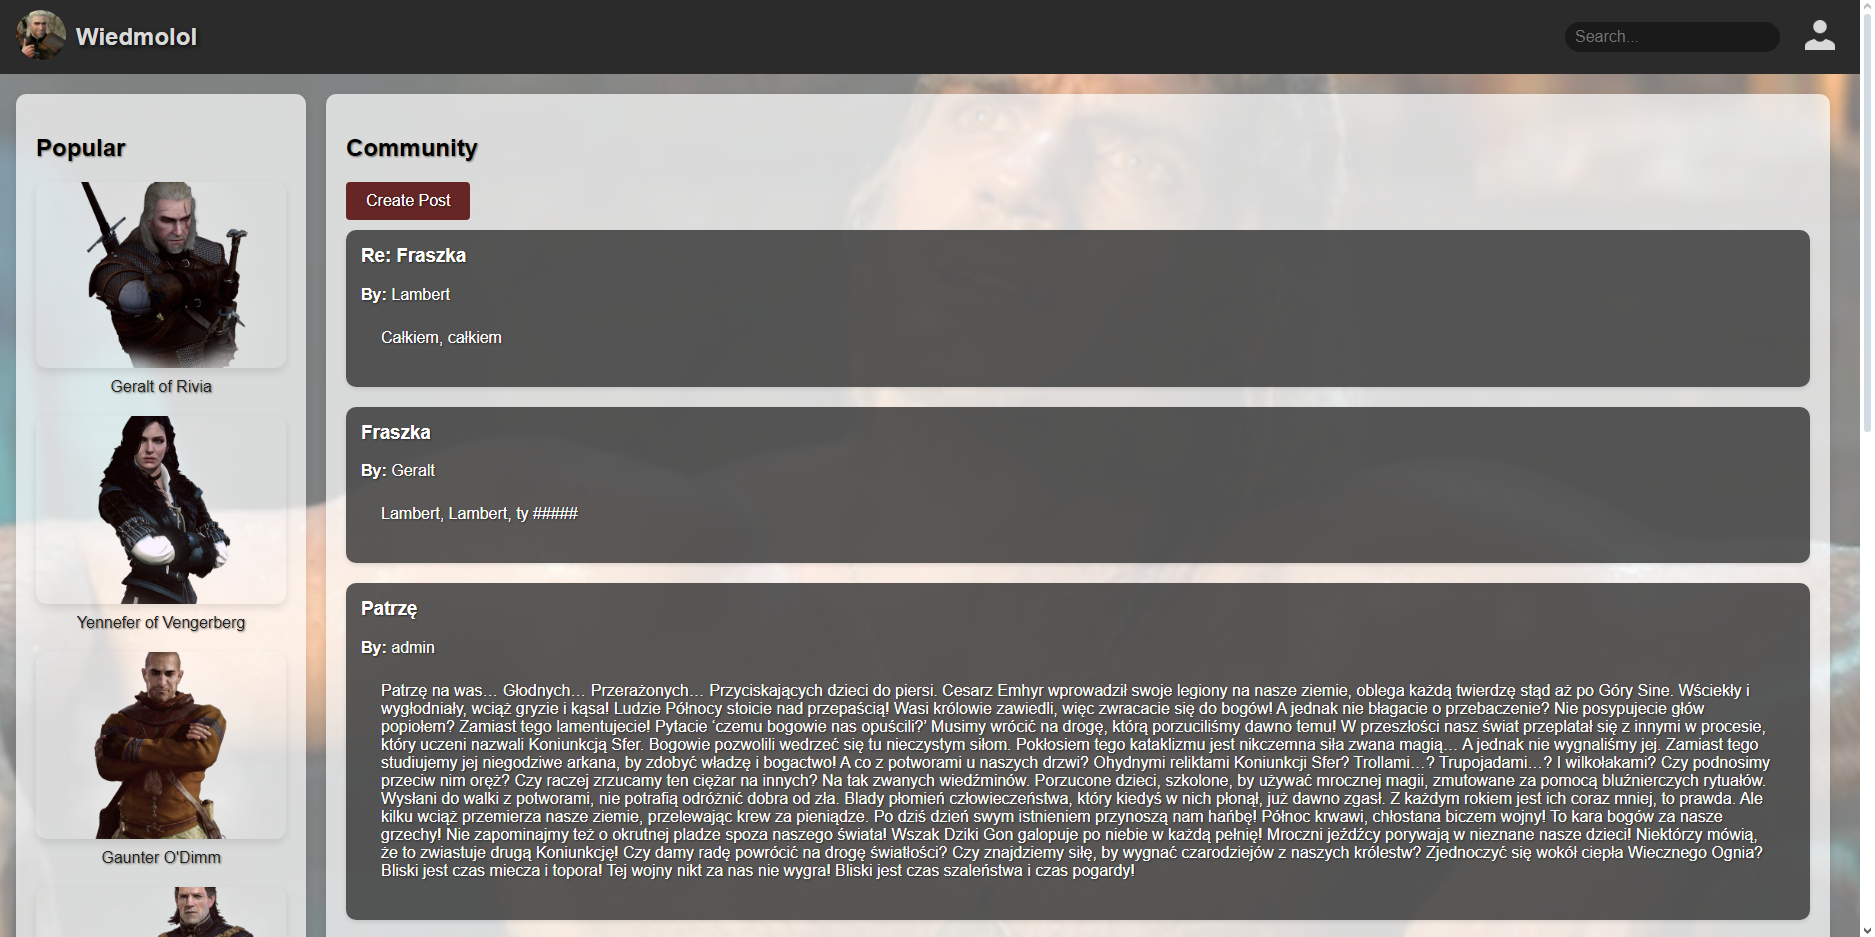 Wiedmolol
Search...
Popular
Geralt of Rivia
Yennefer of Vengerberg
Gaunter O'Dimm
Community
Create Post
Re: Fraszka
By: Lambert
Całkiem, całkiem
Fraszka
By: Geralt
Lambert, Lambert, ty #####
Patrzę
By: admin
Patrzę na was… Głodnych… Przerażonych… Przyciskających dzieci do piersi. Cesarz Emhyr wprowadził swoje legiony na nasze ziemie, oblega każdą twierdzę stąd aż po Góry Sine. Wściekły i
wygłodniały, wciąż gryzie i kąsa! Ludzie Północy stoicie nad przepaścią! Wasi królowie zawiedli, więc zwracacie się do bogów! A jednak nie błagacie o przebaczenie? Nie posypujecie głów
popiołem? Zamiast tego lamentujecie! Pytacie ‘czemu bogowie nas opuścili?’ Musimy wrócić na drogę, którą porzuciliśmy dawno temu! W przeszłości nasz świat przeplatał się z innymi w procesie,
który uczeni nazwali Koniunkcją Sfer. Bogowie pozwolili wedrzeć się tu nieczystym siłom. Pokłosiem tego kataklizmu jest nikczemna siła zwana magią… A jednak nie wygnaliśmy jej. Zamiast tego
studiujemy jej niegodziwe arkana, by zdobyć władzę i bogactwo! A co z potworami u naszych drzwi? Ohydnymi reliktami Koniunkcji Sfer? Trollami…? Trupojadami…? I wilkołakami? Czy podnosimy
przeciw nim oręż? Czy raczej zrzucamy ten ciężar na innych? Na tak zwanych wiedźminów. Porzucone dzieci, szkolone, by używać mrocznej magii, zmutowane za pomocą bluźnierczych rytuałów.
Wysłani do walki z potworami, nie potrafią odróżnić dobra od zła. Blady płomień człowieczeństwa, który kiedyś w nich płonął, już dawno zgasł. Z każdym rokiem jest ich coraz mniej, to prawda. Ale
kilku wciąż przemierza nasze ziemie, przelewając krew za pieniądze. Po dziś dzień swym istnieniem przynoszą nam hańbę! Północ krwawi, chłostana biczem wojny! To kara bogów za nasze
grzechy! Nie zapominajmy też o okrutnej pladze spoza naszego świata! Wszak Dziki Gon galopuje po niebie w każdą pełnię! Mroczni jeźdźcy porywają w nieznane nasze dzieci! Niektórzy mówią,
że to zwiastuje drugą Koniunkcję! Czy damy radę powrócić na drogę światłości? Czy znajdziemy siłę, by wygnać czarodziejów z naszych królestw? Zjednoczyć się wokół ciepła Wiecznego Ognia?
Bliski jest czas miecza i topora! Tej wojny nikt za nas nie wygra! Bliski jest czas szaleństwa i czas pogardy!